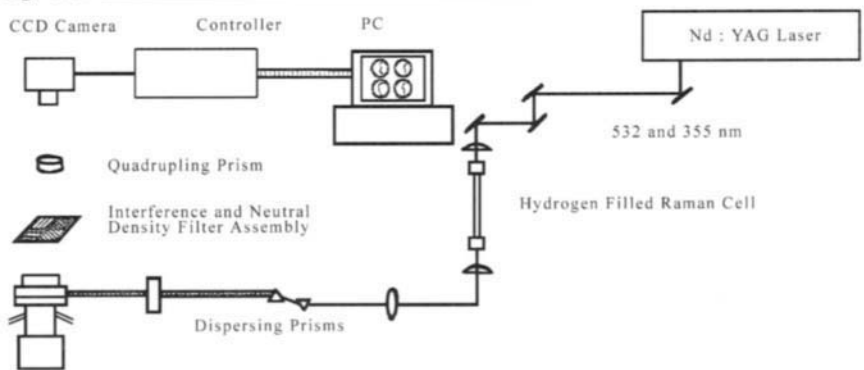 CCD Camera
Controller
PC
Nd : YAG Laser
532 and 355 nm
Quadrupling Prism
Hydrogen Filled Raman Cell
Interference and Neutral
Density Filter Assembly
Dispersing Prisms